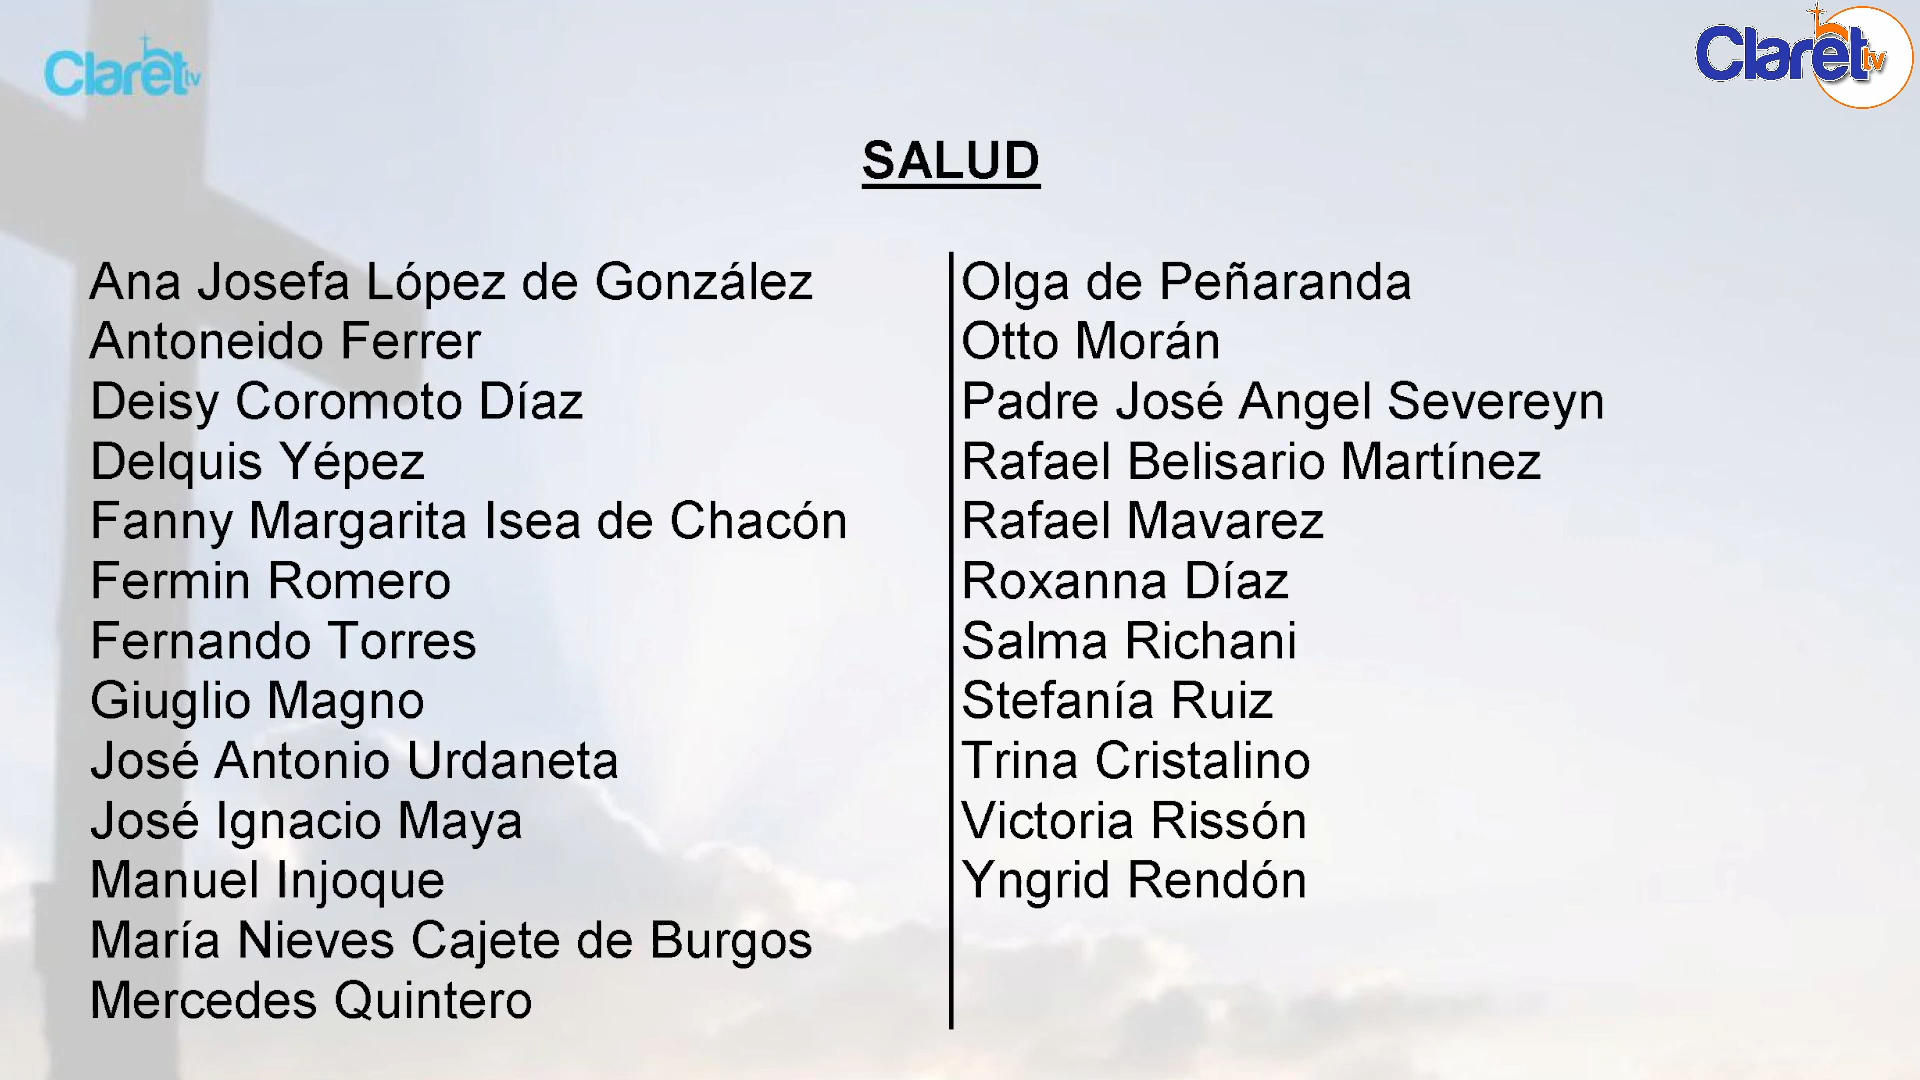 Claret tv
Claret tv
SALUD
Ana Josefa López de González
Antoneido Ferrer
Deisy Coromoto Díaz
Delquis Yépez
Fanny Margarita Isea de Chacón
Fermin Romero
Fernando Torres
Giuglio Magno
José Antonio Urdaneta
José Ignacio Maya
Manuel Injoque
María Nieves Cajete de Burgos
Mercedes Quintero
Olga de Peñaranda
Otto Morán
Padre José Angel Severeyn
Rafael Belisario Martínez
Rafael Mavarez
Roxanna Díaz
Salma Richani
Stefanía Ruiz
Trina Cristalino
Victoria Rissón
Yngrid Rendón